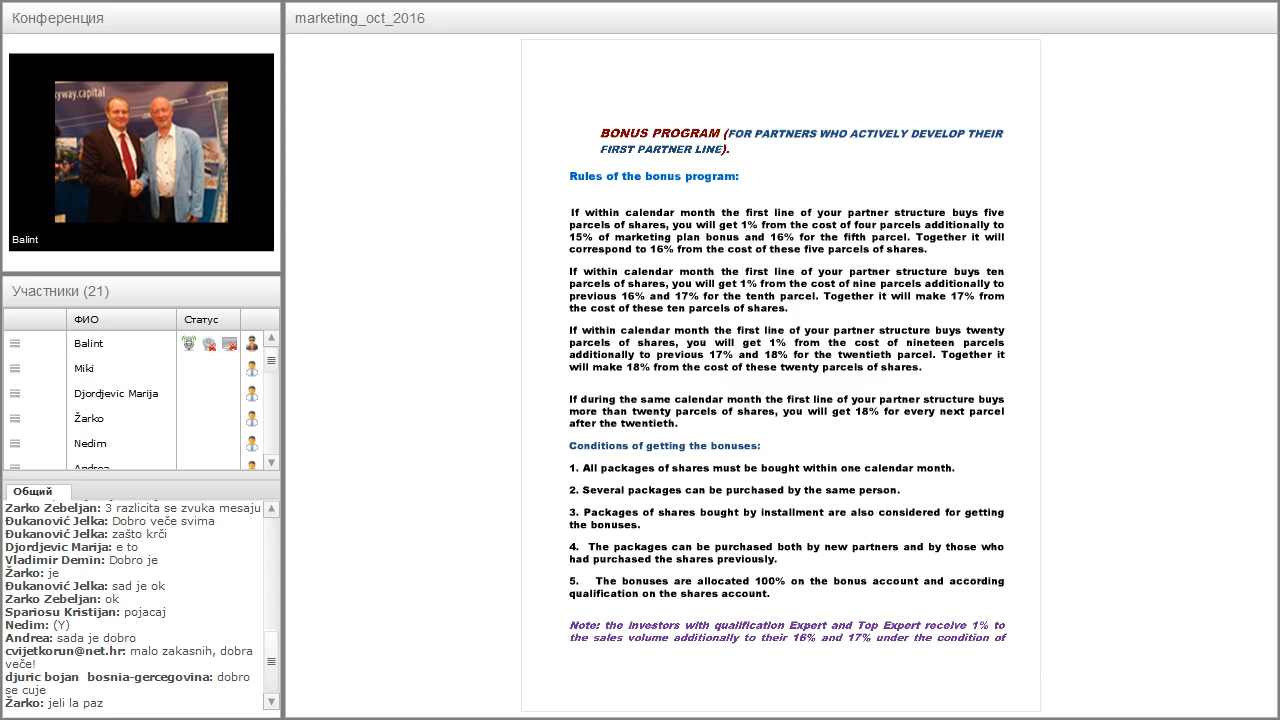 Конференция
yway.capital
Balint
Участники (21)
ФИО
Статус
Balint
Miki
Djordjevic Marija
Žarko
Nedim
Andrea
Общий
Zarko Zebeljan: 3 razlicita se zvuka mesaju
Đukanović Jelka: Dobro veče svima
Đukanović Jelka: zašto krči
Djordjevic Marija: e to
Vladimir Demin: Dobro je
Žarko: je
Đukanović Jelka: sad je ok
Zarko Zebeljan: ok
Spariosu Kristijan: pojacaj
Nedim: (Y)
Andrea: sada je dobro
cvijetkorun@net.hr: malo zakasnih, dobra
veče!
djuric bojan bosnia-gercegovina: dobro
se cuje
Žarko: jeli la paz
marketing_oct_2016
BONUS PROGRAM (FOR PARTNERS WHO ACTIVELY DEVELOP THEIR
FIRST PARTNER LINE).
Rules of the bonus program:
If within calendar month the first line of your partner structure buys five
parcels of shares, you will get 1% from the cost of four parcels additionally to
15% of marketing plan bonus and 16% for the fifth parcel. Together it will
correspond to 16% from the cost of these five parcels of shares.
If within calendar month the first line of your partner structure buys ten
parcels of shares, you will get 1% from the cost of nine parcels additionally to
previous 16% and 17% for the tenth parcel. Together it will make 17% from
the cost of these ten parcels of shares.
If within calendar month the first line of your partner structure buys twenty
parcels of shares, you will get 1% from the cost of nineteen parcels
additionally to previous 17% and 18% for the twentieth parcel. Together it
will make 18% from the cost of these twenty parcels of shares.
If during the same calendar month the first line of your partner structure buys
more than twenty parcels of shares, you will get 18% for every next parcel
after the twentieth.
Conditions of getting the bonuses:
1. All packages of shares must be bought within one calendar month.
2. Several packages can be purchased by the same person.
3. Packages of shares bought by installment are also considered for getting
the bonuses.
4. The packages can be purchased both by new partners and by those who
had purchased the shares previously.
5. The bonuses are allocated 100% on the bonus account and according
qualification on the shares account.
Note: the investors with qualification Expert and Top Expert receive 1% to
the sales volume additionally to their 16% and 17% under the condition of